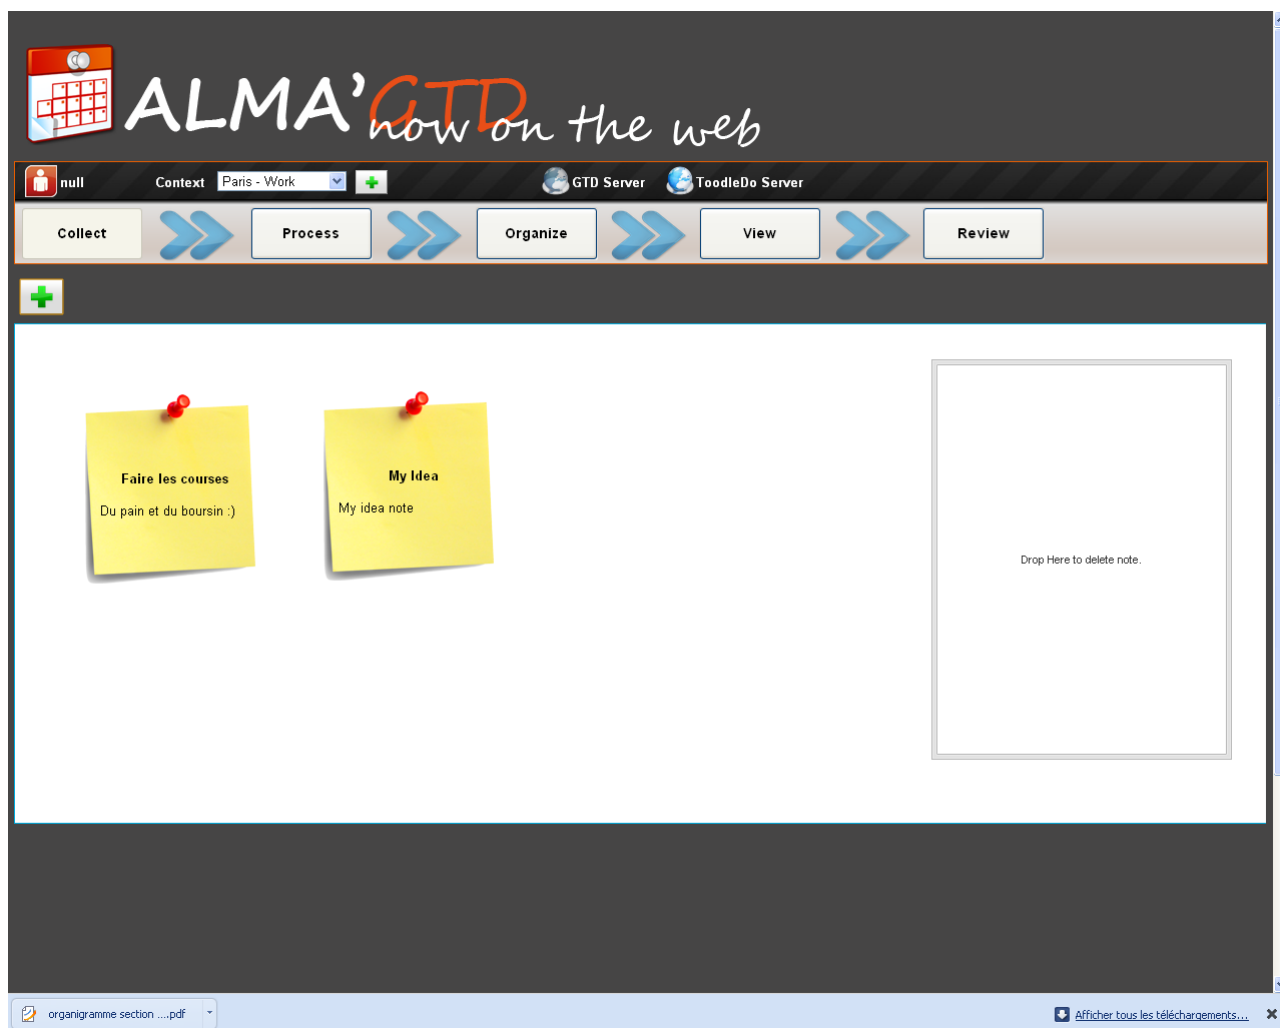 ALMA'GTD
now on the web
null
Context
Paris - Work
GTD Server
ToodleDo Server
Collect
Process
Organize
View
Review
Faire les courses
Du pain et du boursin :)
My Idea
My idea note
Drop Here to delete note.
organigramme section ....pdf
Afficher tous les téléchargements...